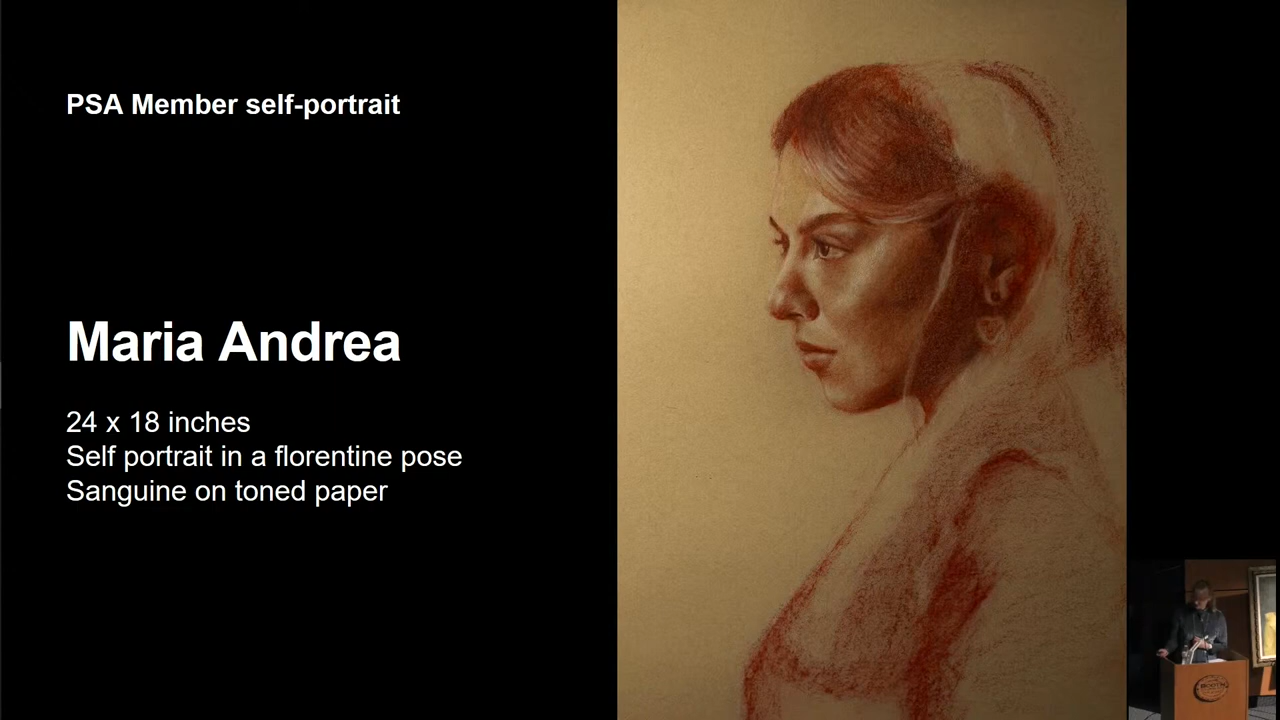 PSA Member self-portrait
Maria Andrea
24 x 18 inches
Self portrait in a florentine pose
Sanguine on toned paper